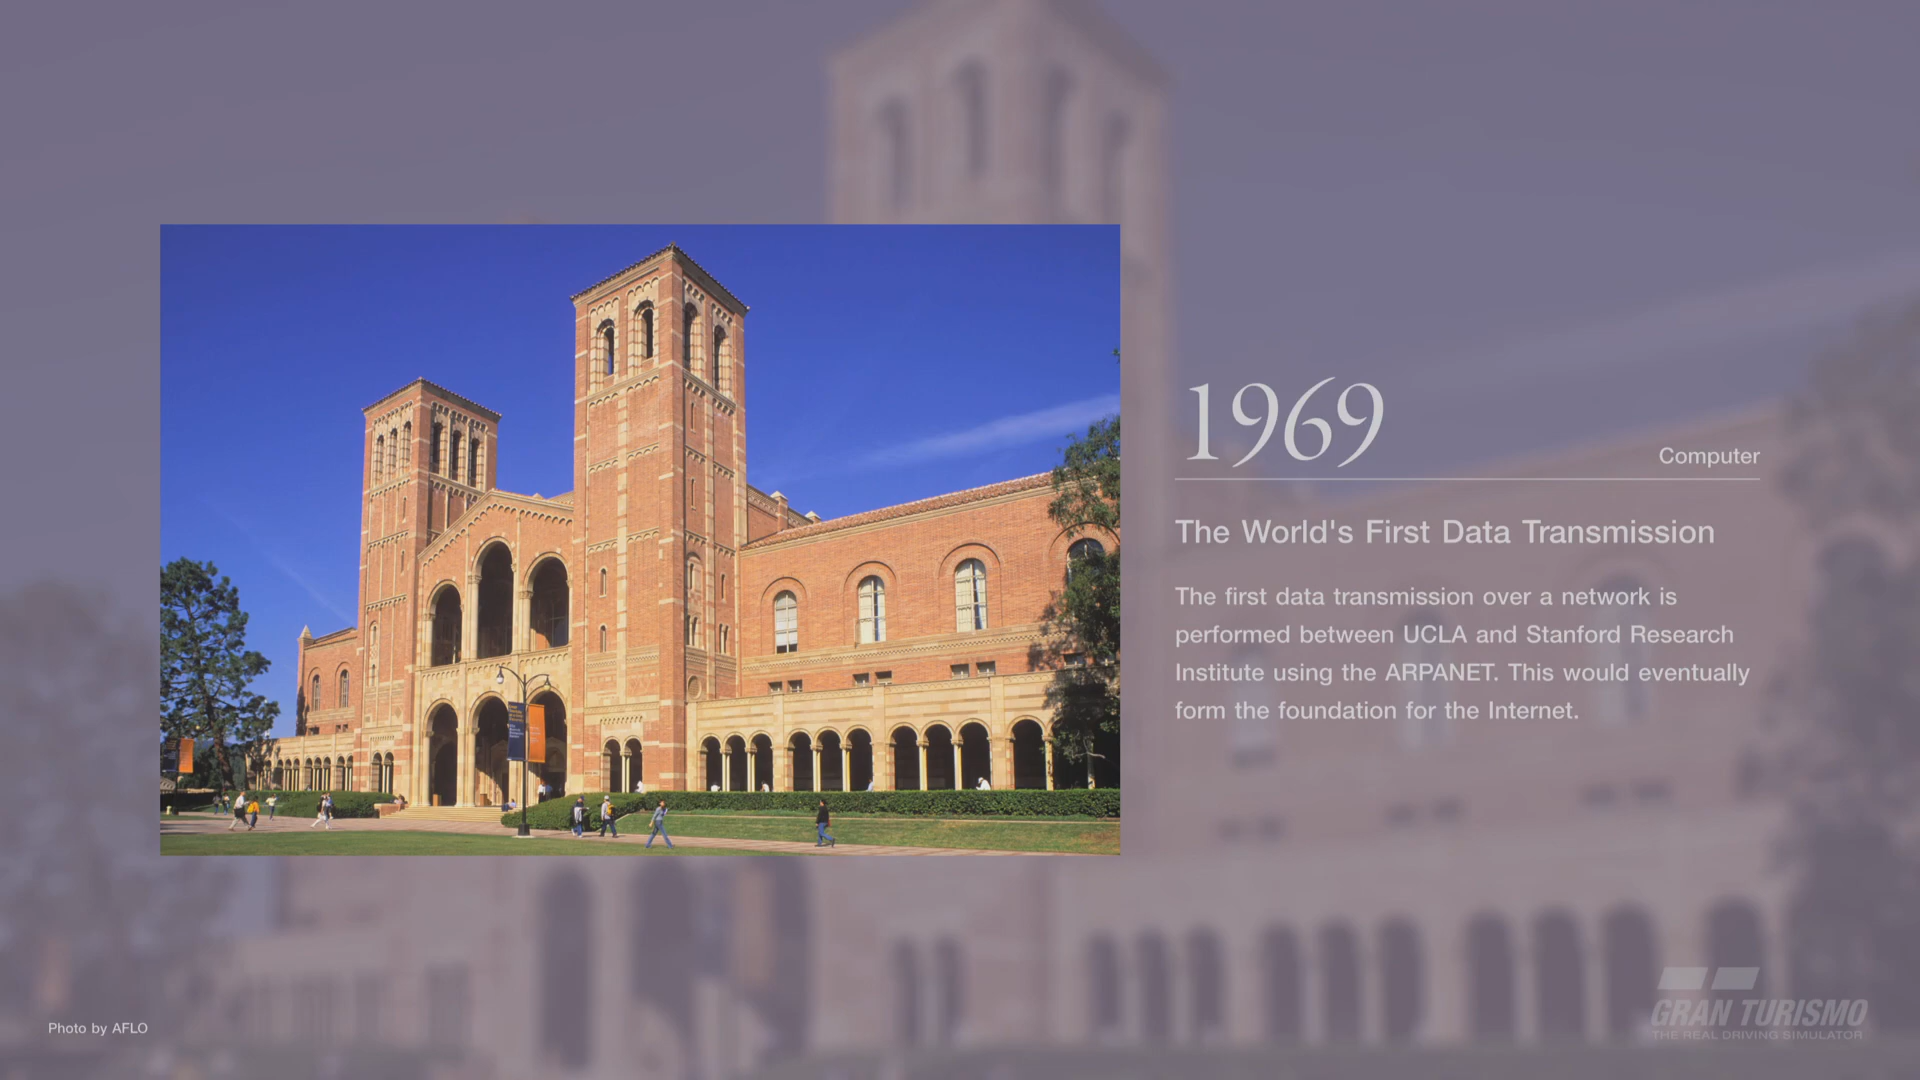 1969
Computer
The World's First Data Transmission
The first data transmission over a network is
performed between UCLA and Stanford Research
Institute using the ARPANET. This would eventually
form the foundation for the Internet.
Photo by AFLO
GRAN TURISMO
THE REAL DRIVING SIMULATOR